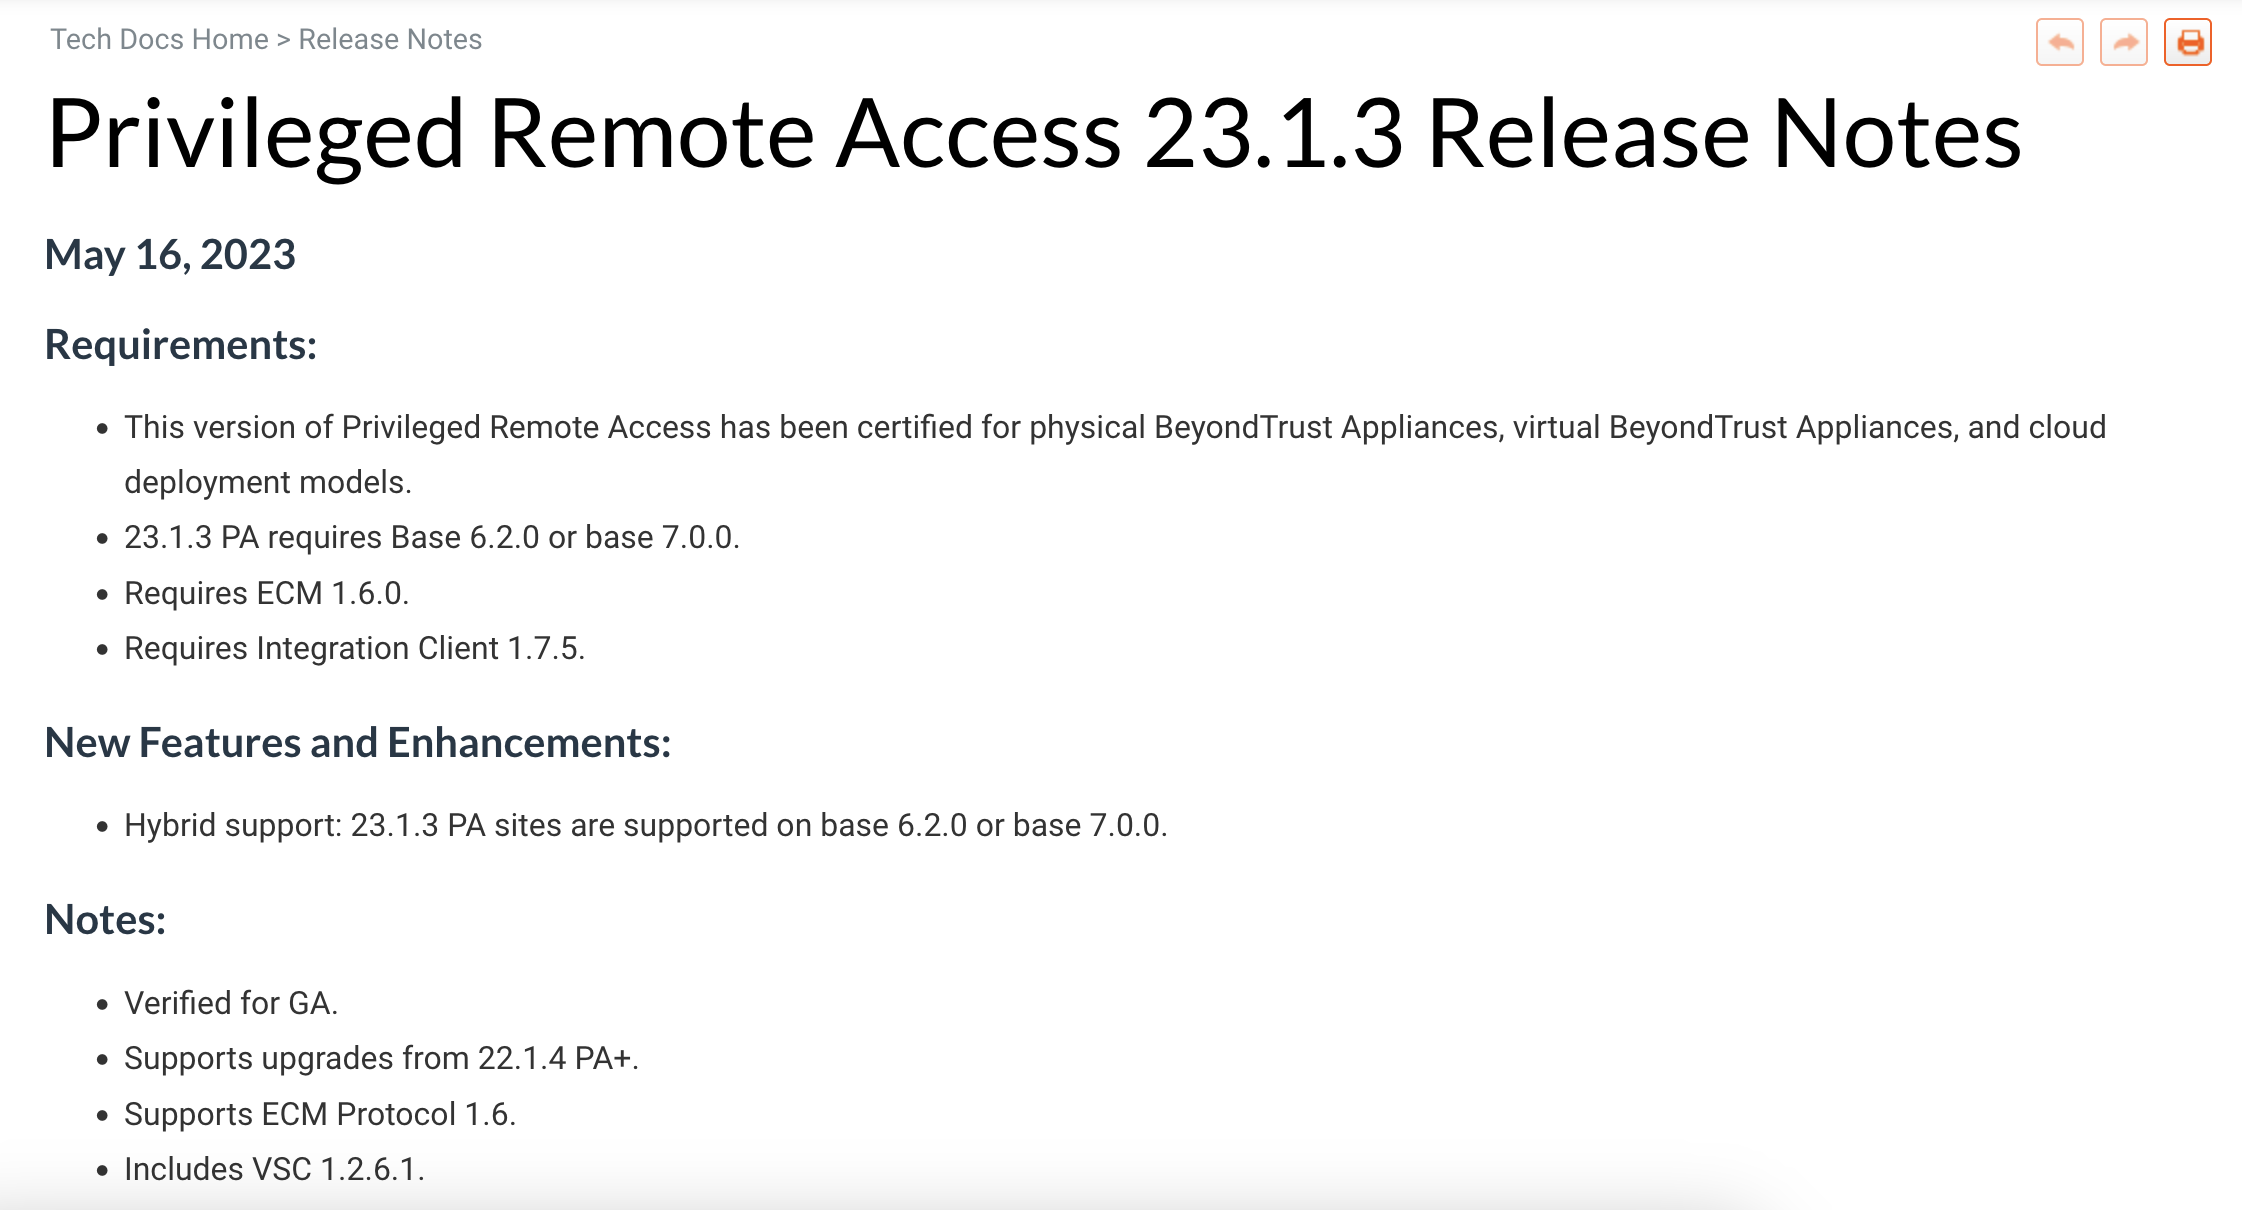 Tech Docs Home > Release Notes
Privileged Remote Access 23.1.3 Release Notes
May 16, 2023
Requirements:
• This version of Privileged Remote Access has been certified for physical BeyondTrust Appliances, virtual BeyondTrust Appliances, and cloud
deployment models.
• 23.1.3 PA requires Base 6.2.0 or base 7.0.0.
• Requires ECM 1.6.0.
• Requires Integration Client 1.7.5.
New Features and Enhancements:
• Hybrid support: 23.1.3 PA sites are supported on base 6.2.0 or base 7.0.0.
Notes:
• Verified for GA.
• Supports upgrades from 22.1.4 PA+.
• Supports ECM Protocol 1.6.
• Includes VSC 1.2.6.1.